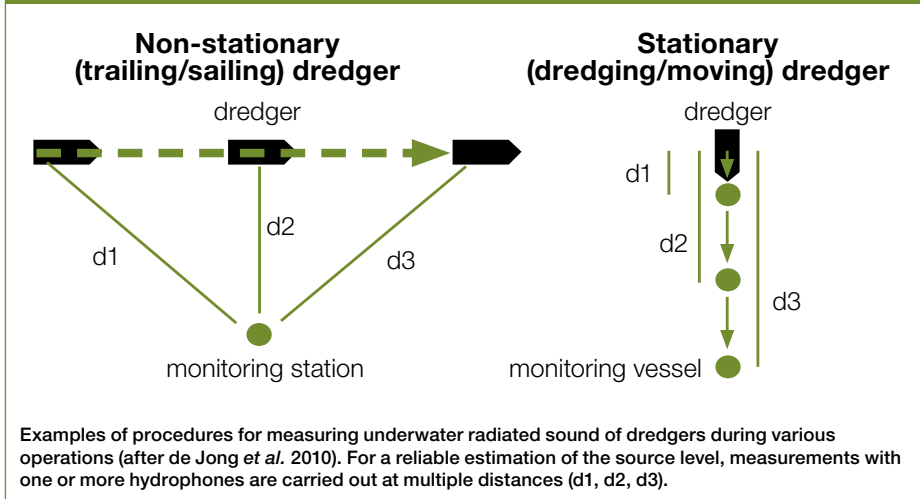 Non-stationary
(trailing/sailing) dredger
dredger
d1
d2
d3
monitoring station
Stationary
(dredging/moving) dredger
dredger
d1
d2
d3
monitoring vessel
Examples of procedures for measuring underwater radiated sound of dredgers during various
operations (after de Jong et al. 2010). For a reliable estimation of the source level, measurements with
one or more hydrophones are carried out at multiple distances (d1, d2, d3).